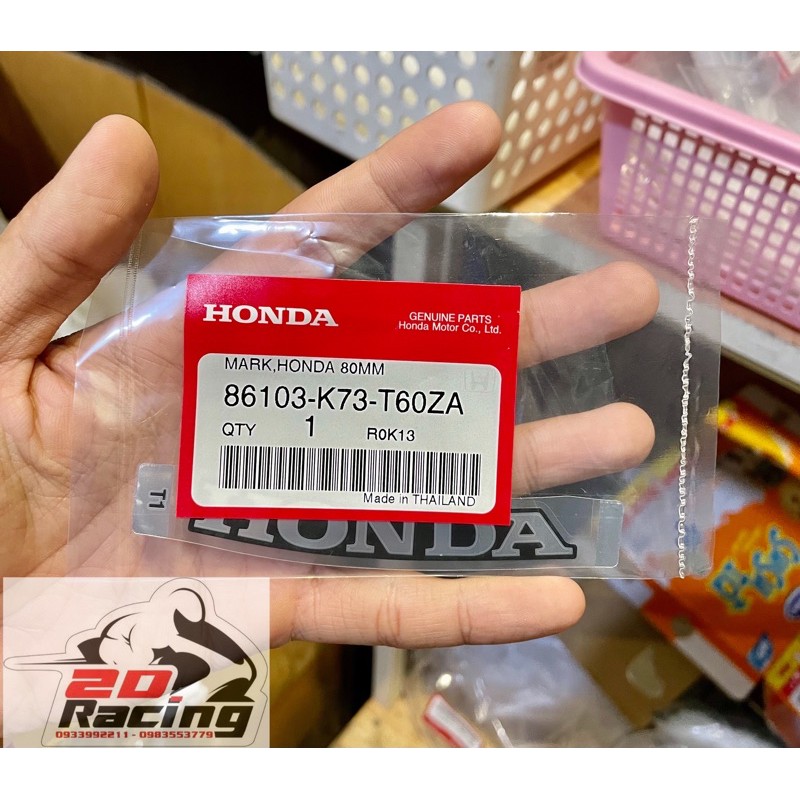 HONDA
GENUINE PARTS
Honda Motor Co., Ltd.
MARK,HONDA 80MM
86103-K73-T60ZA
QTY 1 R0K13
Made in THAILAND
T1
HONDA
2D
Racing
0933992211 - 0983553779